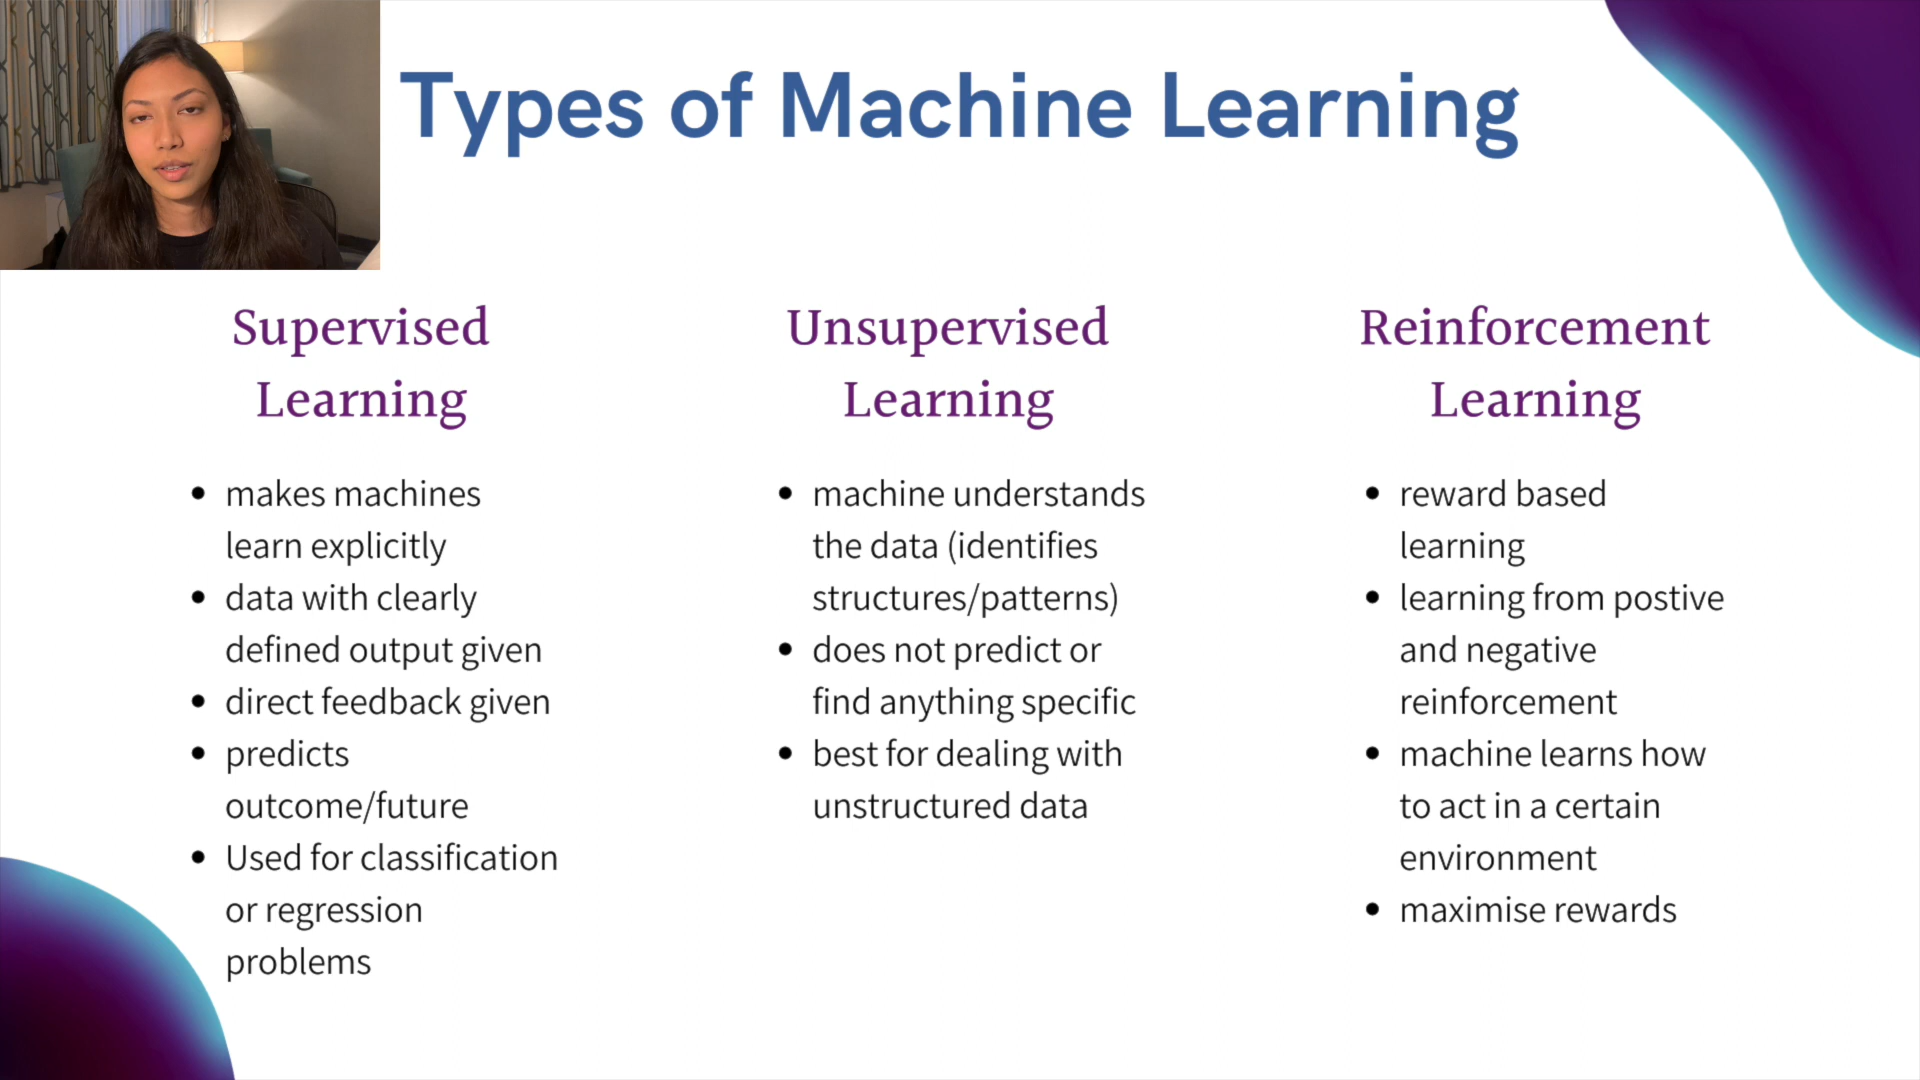 Types of Machine Learning
Supervised
Learning
• makes machines
learn explicitly
• data with clearly
defined output given
• direct feedback given
• predicts
outcome/future
• Used for classification
or regression
problems
Unsupervised
Learning
• machine understands
the data (identifies
structures/patterns)
• does not predict or
find anything specific
• best for dealing with
unstructured data
Reinforcement
Learning
• reward based
learning
• learning from postive
and negative
reinforcement
• machine learns how
to act in a certain
environment
• maximise rewards